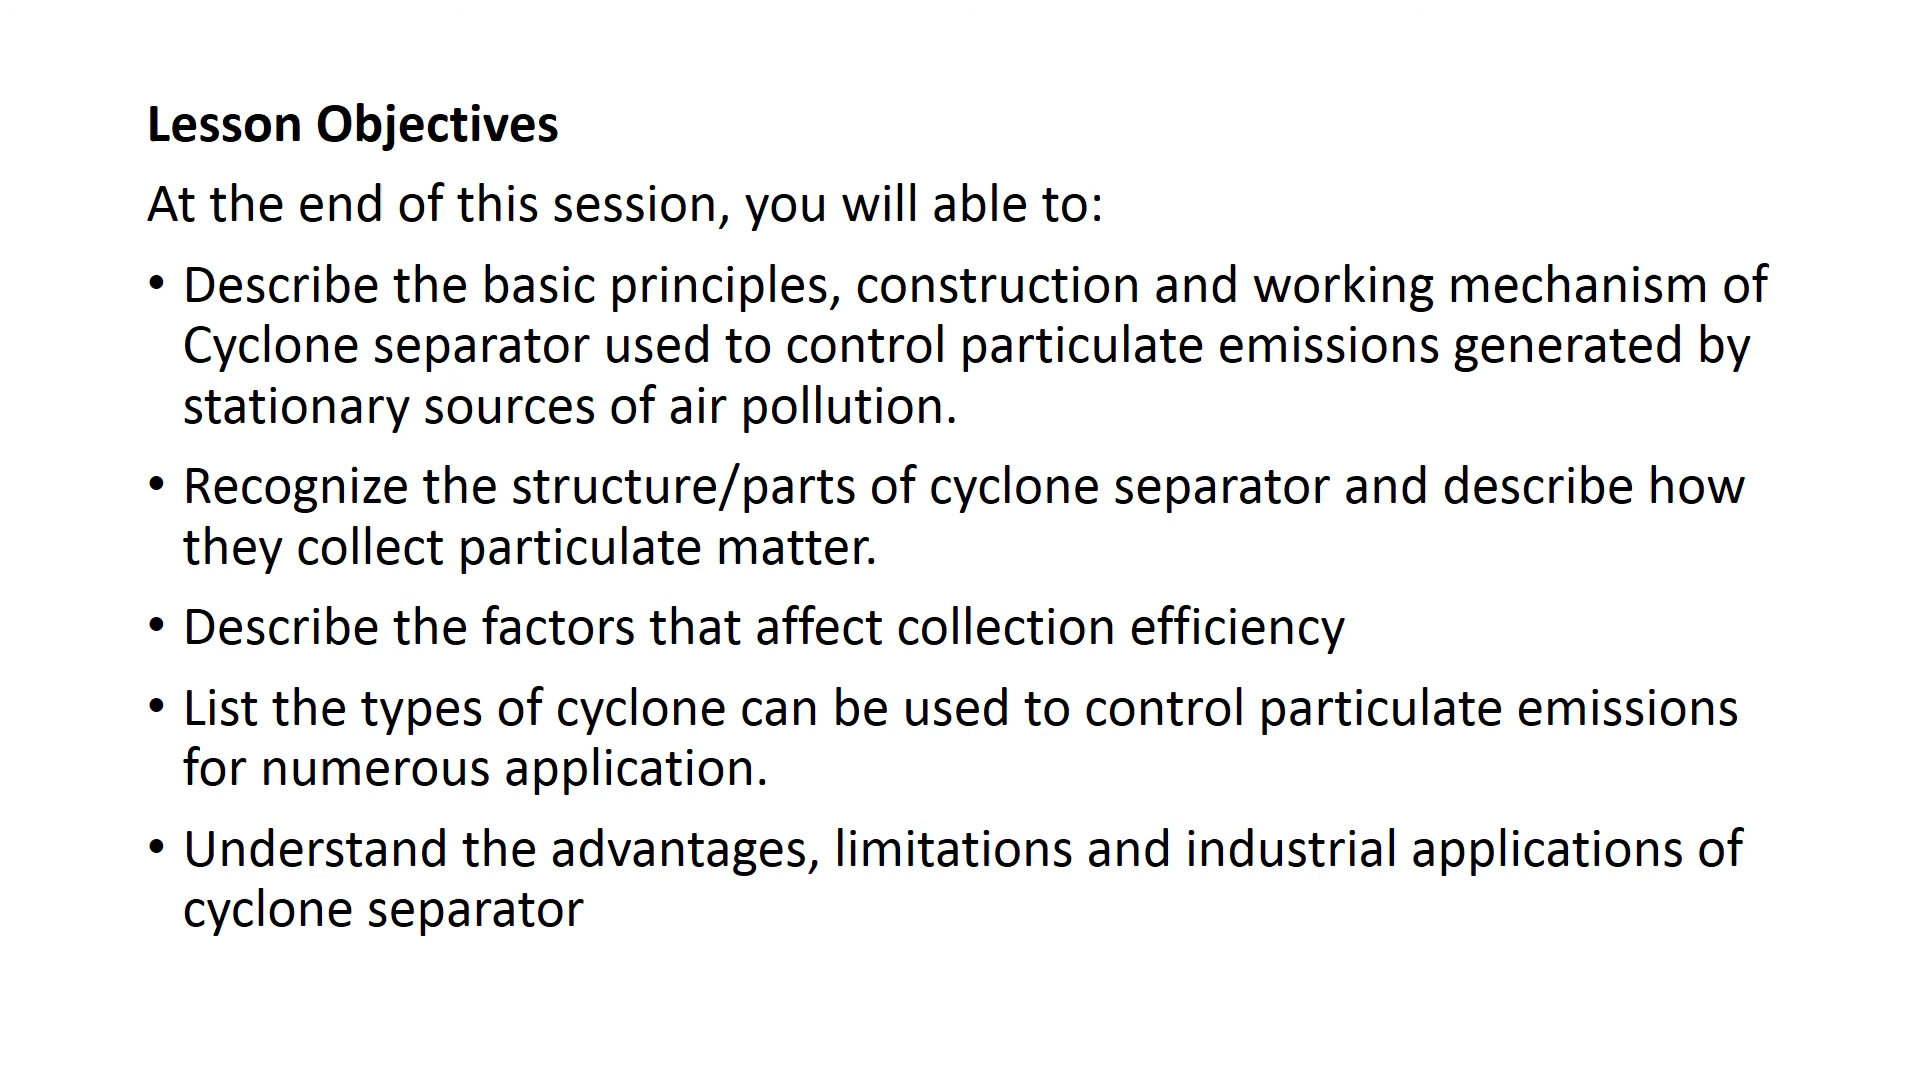 Lesson Objectives
At the end of this session, you will able to:
• Describe the basic principles, construction and working mechanism of
Cyclone separator used to control particulate emissions generated by
stationary sources of air pollution.
• Recognize the structure/parts of cyclone separator and describe how
they collect particulate matter.
• Describe the factors that affect collection efficiency
• List the types of cyclone can be used to control particulate emissions
for numerous application.
• Understand the advantages, limitations and industrial applications of
cyclone separator